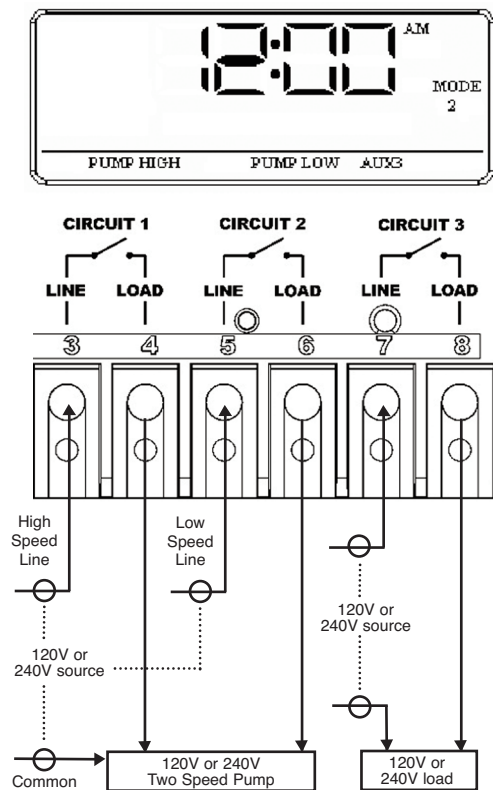 12:00 AM
MODE
2
PUMP HIGH PUMP LOW AUX3
CIRCUIT 1 CIRCUIT 2 CIRCUIT 3
LINE LOAD LINE LOAD LINE LOAD
3 4 5 6 7 8
High
Speed
Line
Low
Speed
Line
120V or
240V source
120V or
240V source
Common
120V or 240V
Two Speed Pump
120V or
240V load